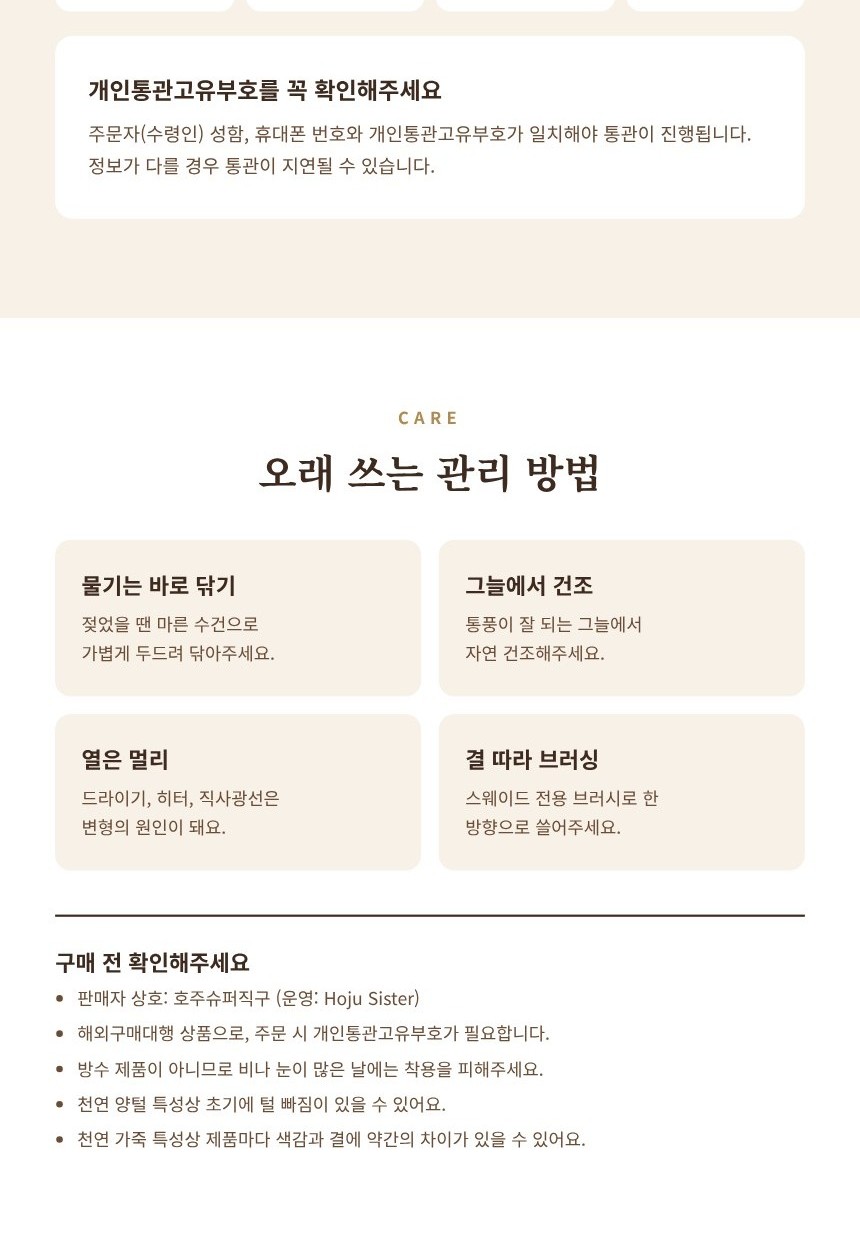 개인통관고유부호를 꼭 확인해주세요
주문자(수령인) 성함, 휴대폰 번호와 개인통관고유부호가 일치해야 통관이 진행됩니다.
정보가 다를 경우 통관이 지연될 수 있습니다.
CARE
오래 쓰는 관리 방법
물기는 바로 닦기
젖었을 땐 마른 수건으로
가볍게 두드려 닦아주세요.
그늘에서 건조
통풍이 잘 되는 그늘에서
자연 건조해주세요.
열은 멀리
드라이기, 히터, 직사광선은
변형의 원인이 돼요.
결 따라 브러싱
스웨이드 전용 브러시로 한
방향으로 쓸어주세요.
구매 전 확인해주세요
• 판매자 상호: 호주슈퍼직구 (운영: Hoju Sister)
• 해외구매대행 상품으로, 주문 시 개인통관고유부호가 필요합니다.
• 방수 제품이 아니므로 비나 눈이 많은 날에는 착용을 피해주세요.
• 천연 양털 특성상 초기에 털 빠짐이 있을 수 있어요.
• 천연 가죽 특성상 제품마다 색감과 결에 약간의 차이가 있을 수 있어요.